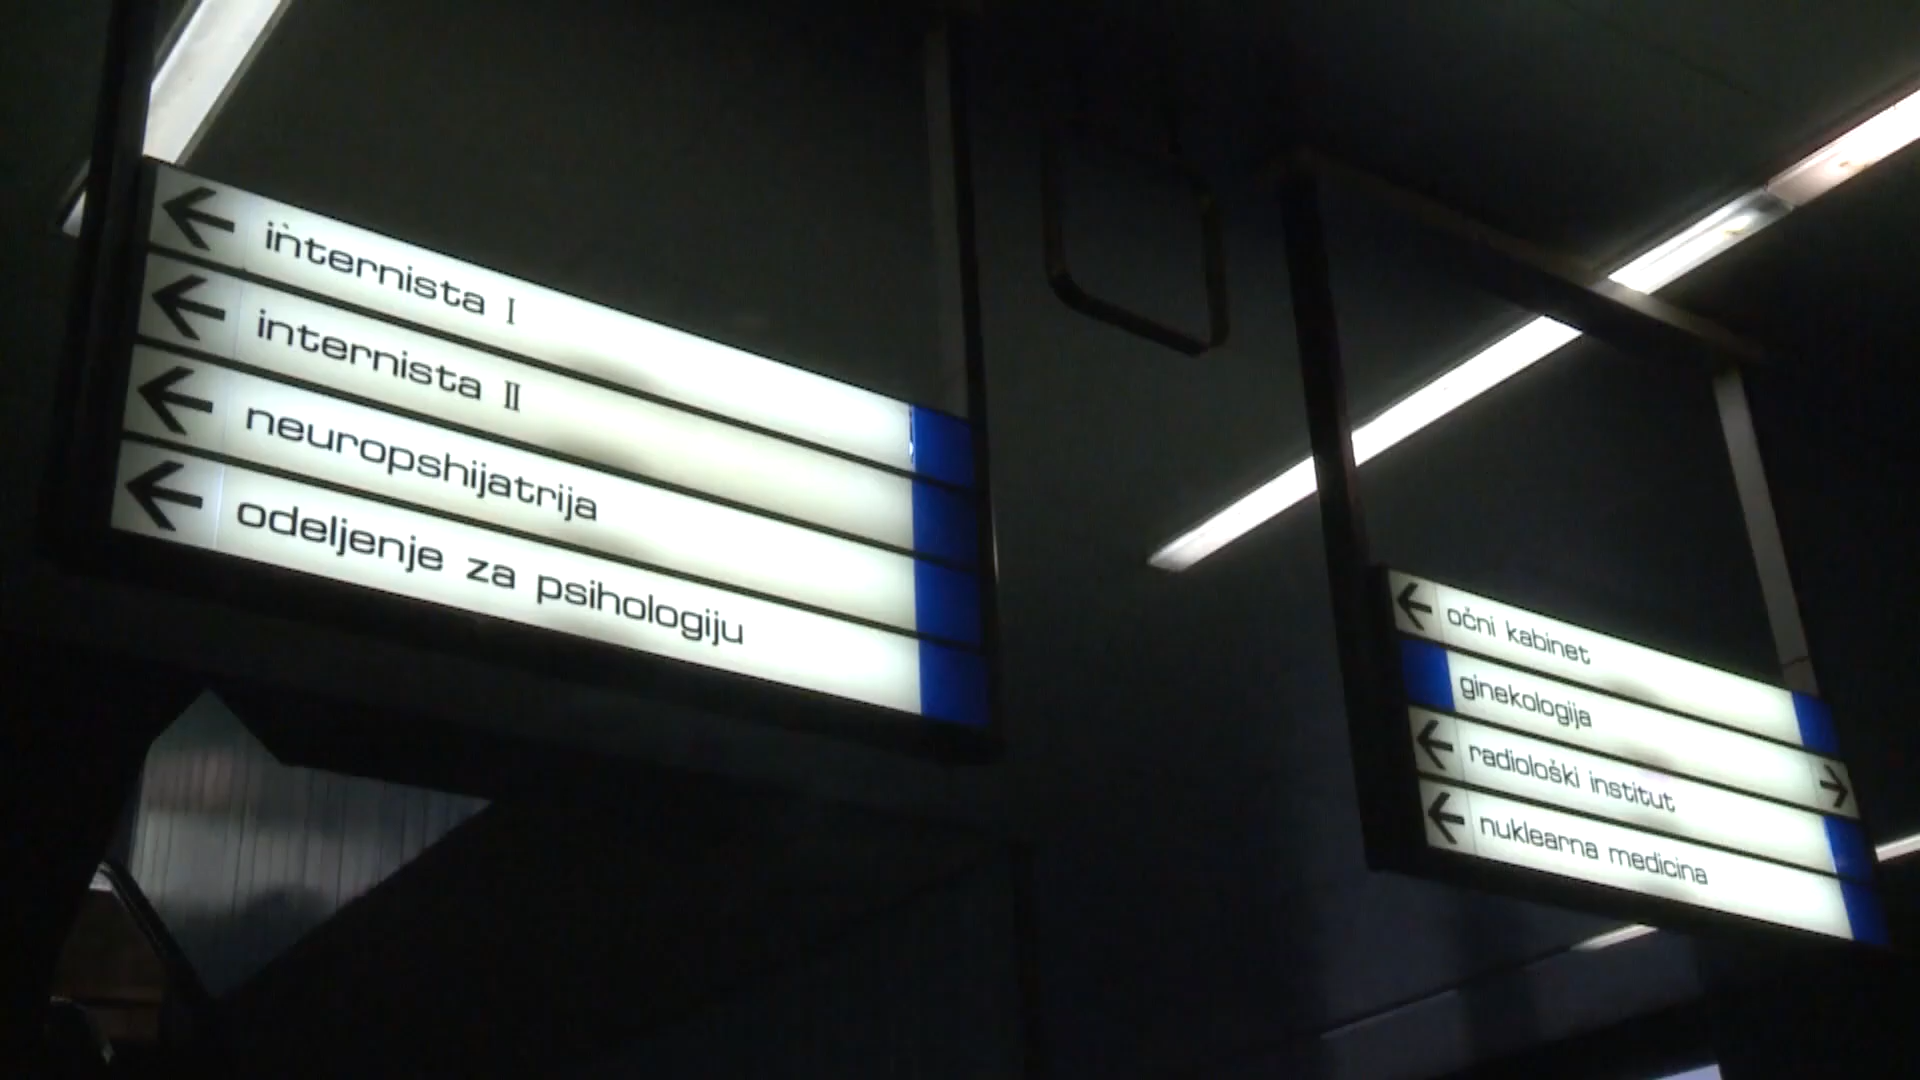 internista I
internista II
neuropshijatrija
odeljenje za psihologiju
očni kabinet
ginekologija
radiološki institut
nuklearna medicina